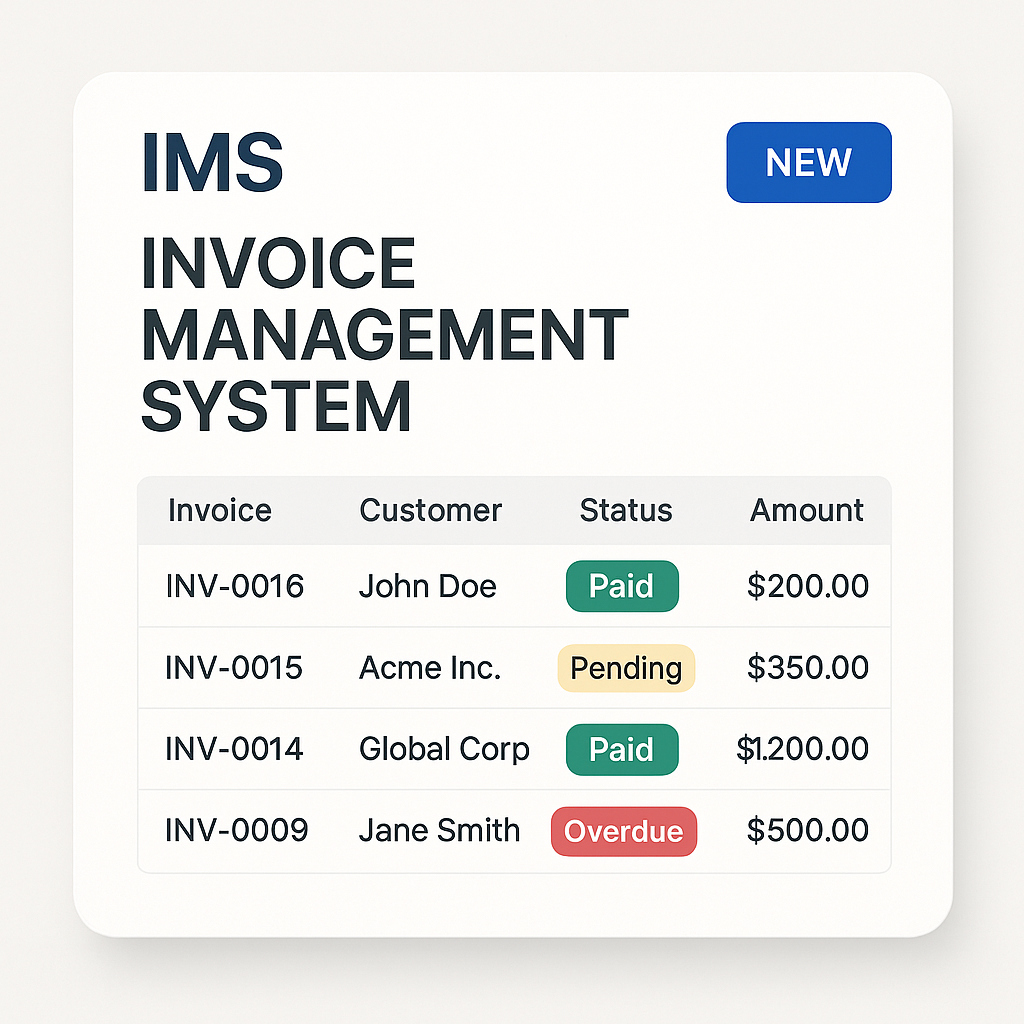 IMS
NEW
INVOICE
MANAGEMENT
SYSTEM
Invoice Customer Status Amount
INV-0016 John Doe Paid $200.00
INV-0015 Acme Inc. Pending $350.00
INV-0014 Global Corp Paid $1.200.00
INV-0009 Jane Smith Overdue $500.00